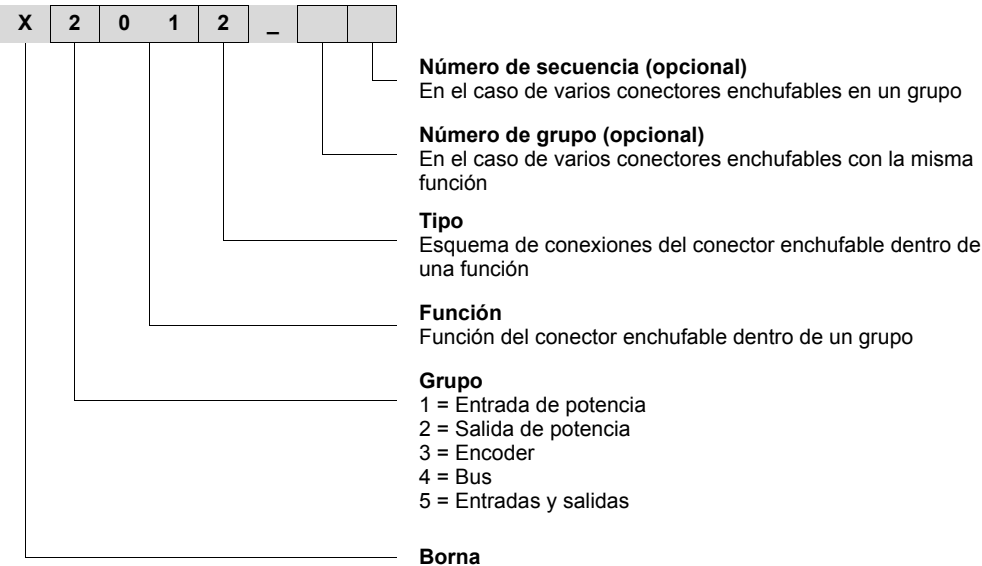 X 2 0 1 2 _
Número de secuencia (opcional)
En el caso de varios conectores enchufables en un grupo
Número de grupo (opcional)
En el caso de varios conectores enchufables con la misma
función
Tipo
Esquema de conexiones del conector enchufable dentro de
una función
Función
Función del conector enchufable dentro de un grupo
Grupo
1 = Entrada de potencia
2 = Salida de potencia
3 = Encoder
4 = Bus
5 = Entradas y salidas
Borna